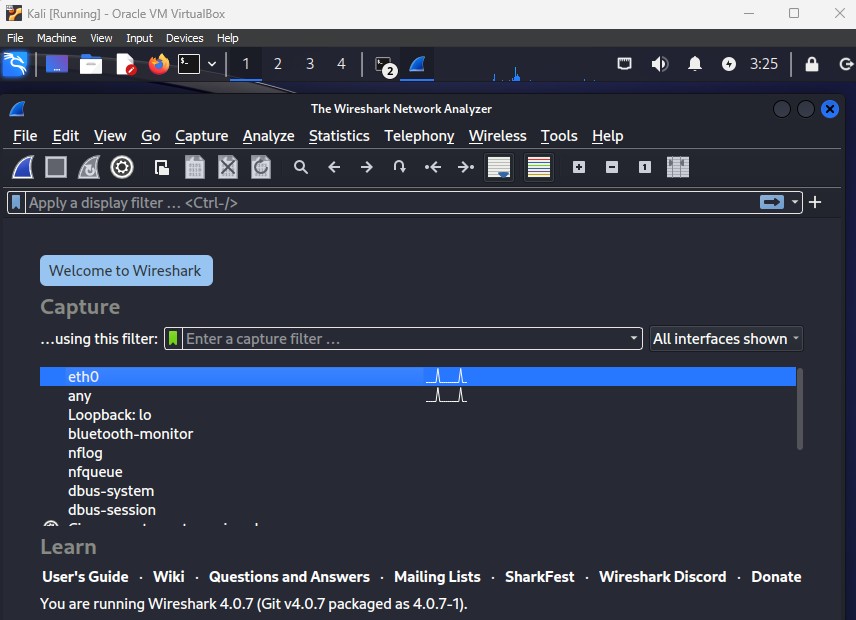 Kali [Running] - Oracle VM VirtualBox
File Machine View Input Devices Help
1 2 3 4 2 3:25
The Wireshark Network Analyzer
File Edit View Go Capture Analyze Statistics Telephony Wireless Tools Help
1
Apply a display filter ... <Ctrl-/>
Welcome to Wireshark
Capture
...using this filter: Enter a capture filter ... All interfaces shown
eth0
any
Loopback: lo
bluetooth-monitor
nflog
nfqueue
dbus-system
dbus-session
Learn
User's Guide · Wiki · Questions and Answers · Mailing Lists · SharkFest · Wireshark Discord · Donate
You are running Wireshark 4.0.7 (Git v4.0.7 packaged as 4.0.7-1).